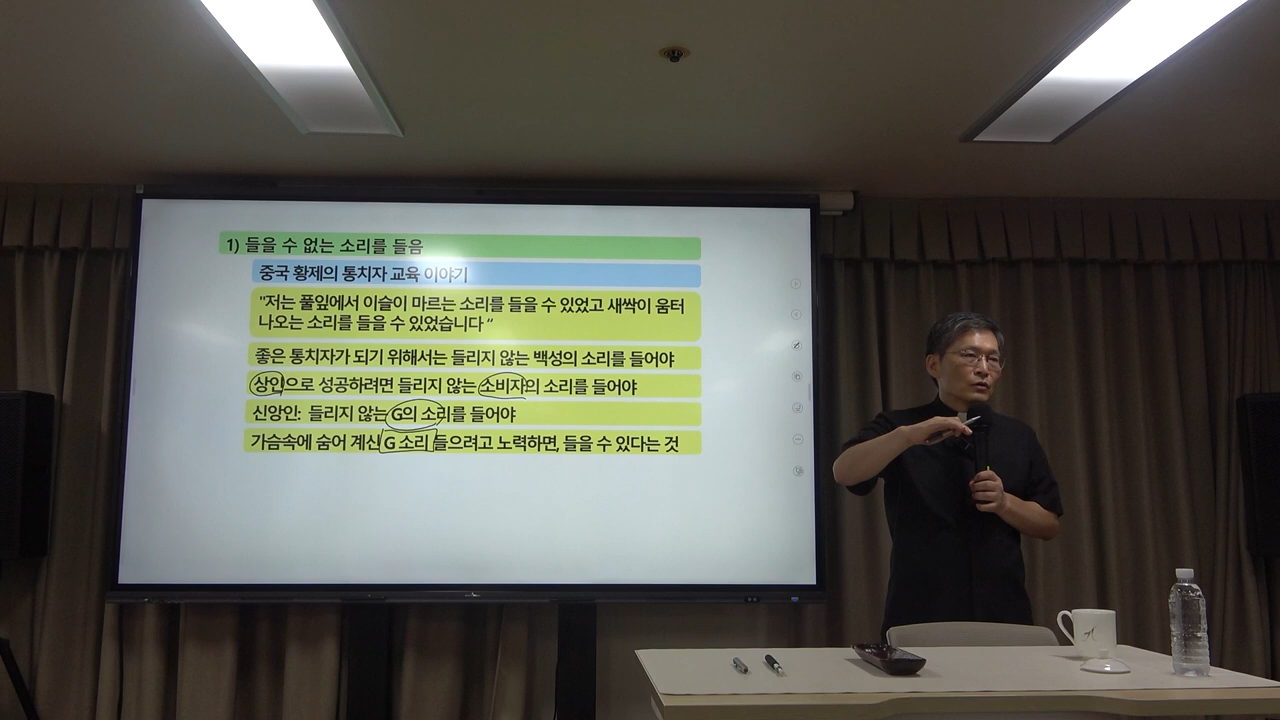 1) 들을 수 없는 소리를 들음
중국 황제의 통치자 교육 이야기
"저는 풀잎에서 이슬이 마르는 소리를 들을 수 있었고 새싹이 움터
나오는 소리를 들을 수 있었습니다 "
좋은 통치자가 되기 위해서는 들리지 않는 백성의 소리를 들어야
상인으로 성공하려면 들리지 않는 소비자의 소리를 들어야
신앙인: 들리지 않는 G의 소리를 들어야
가슴속에 숨어 계신 G 소리 들으려고 노력하면, 들을 수 있다는 것